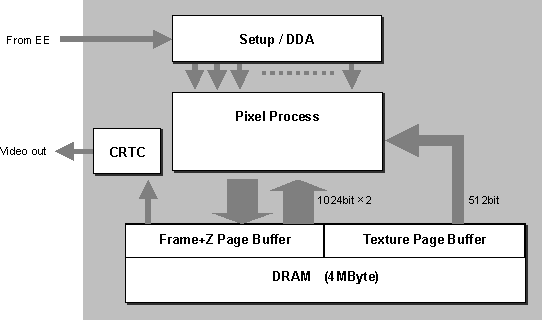 From EE
Setup / DDA
Pixel Process
Video out
CRTC
1024bit ×2
512bit
Frame+Z Page Buffer
Texture Page Buffer
DRAM (4MByte)